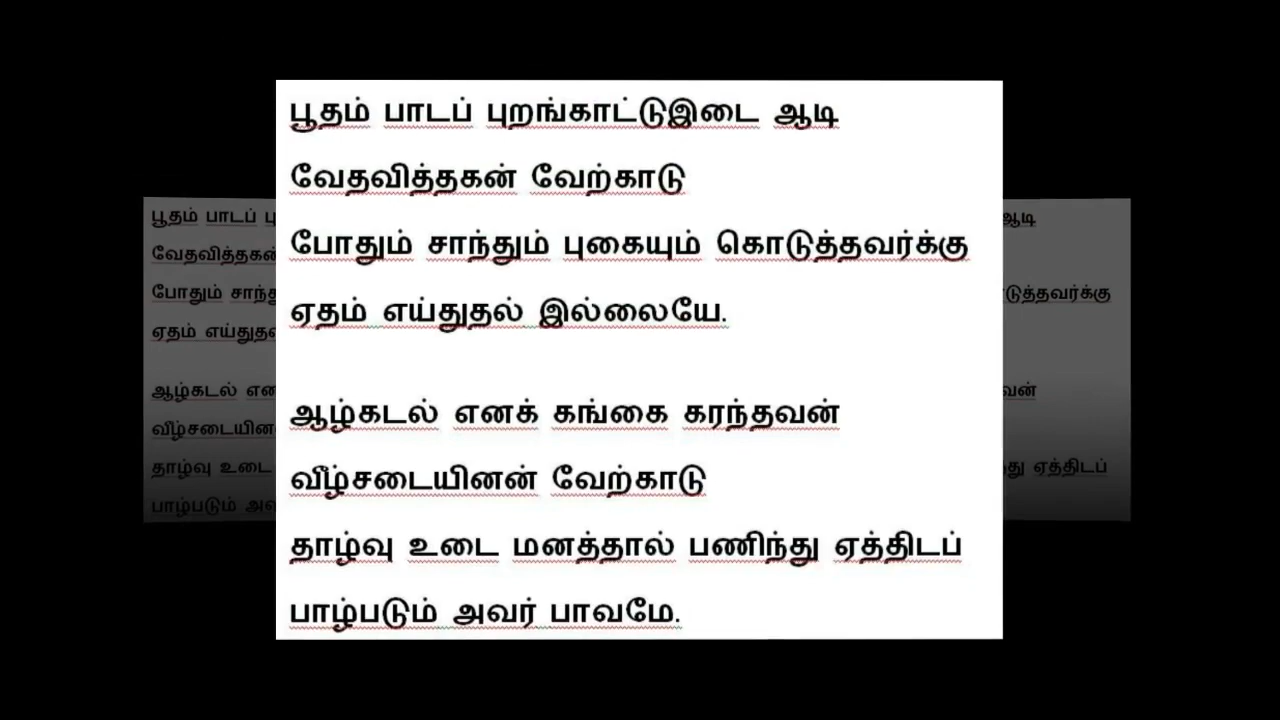 பூதம் பாடப் புறங்காட்டுஇடை ஆடி
வேதவித்தகன் வேற்காடு
போதும் சாந்தும் புகையும் கொடுத்தவர்க்கு
ஏதம் எய்துதல் இல்லையே.
ஆழ்கடல் எனக் கங்கை கரந்தவன்
வீழ்சடையினன் வேற்காடு
தாழ்வு உடை மனத்தால் பணிந்து ஏத்திடப்
பாழ்படும் அவர் பாவமே.